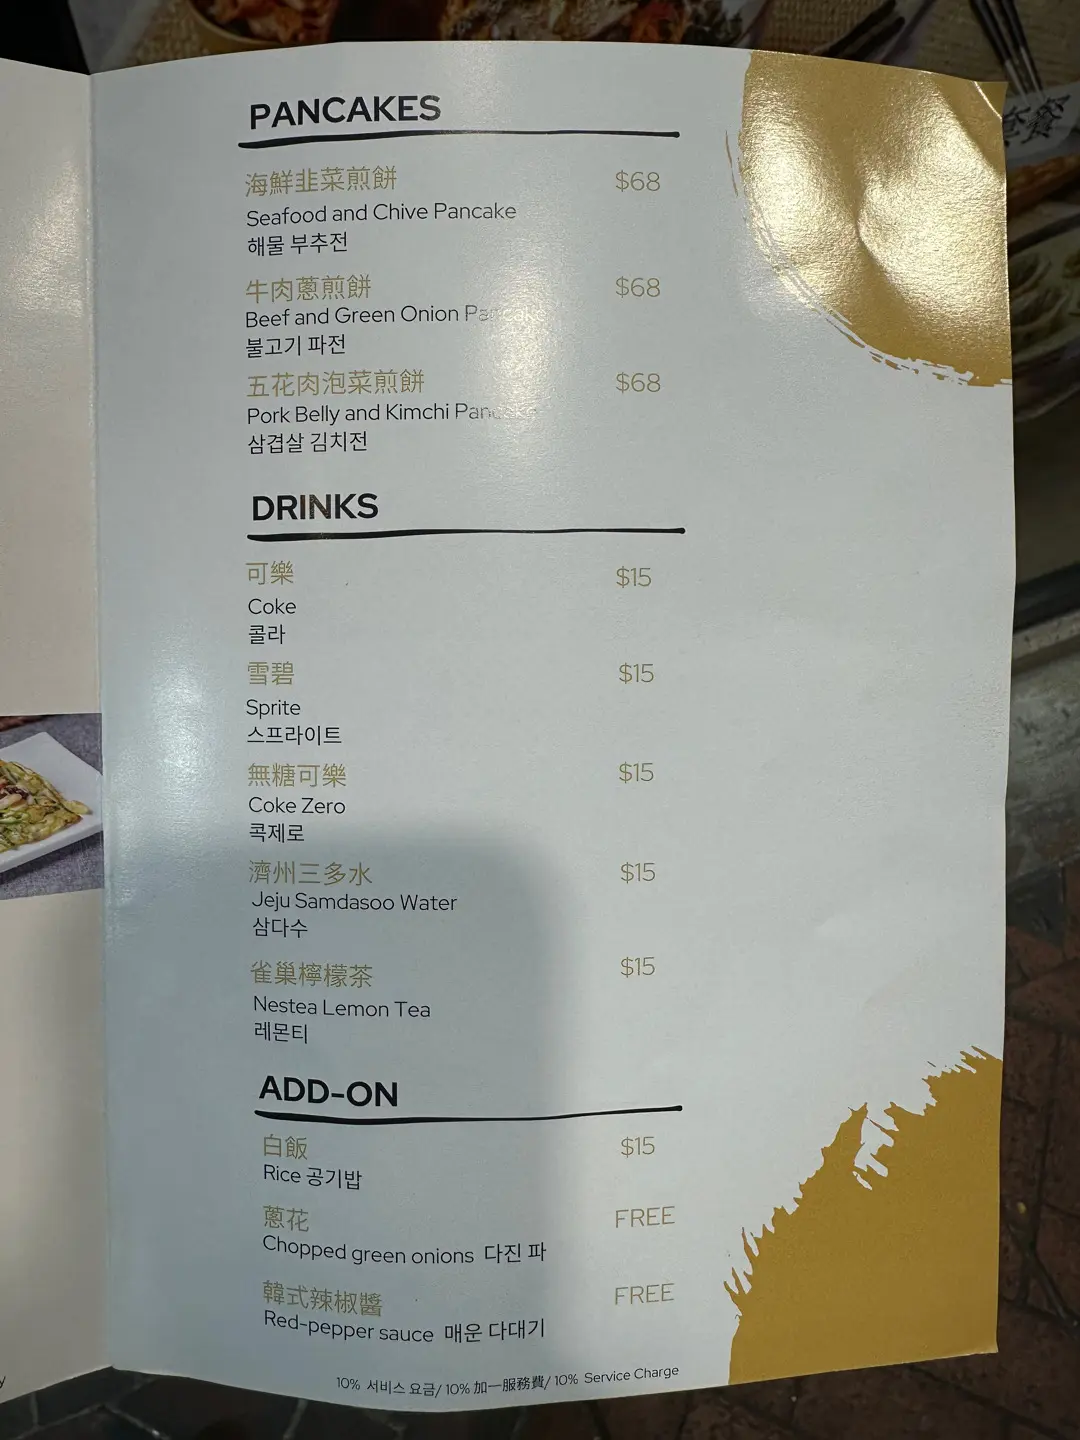 PANCAKES
海鮮韭菜煎餅 $68
Seafood and Chive Pancake
해물 부추전
牛肉蔥煎餅 $68
Beef and Green Onion Pancake
불고기 파전
五花肉泡菜煎餅 $68
Pork Belly and Kimchi Pancake
삼겹살 김치전
DRINKS
可樂 $15
Coke
콜라
雪碧 $15
Sprite
스프라이트
無糖可樂 $15
Coke Zero
콕제로
濟州三多水 $15
Jeju Samdasoo Water
삼다수
雀巢檸檬茶 $15
Nestea Lemon Tea
레몬티
ADD-ON
白飯 $15
Rice 공기밥
蔥花 FREE
Chopped green onions 다진 파
韓式辣椒醬 FREE
Red-pepper sauce 매운 다대기
10% 서비스 요금/ 10% 加一服務費/ 10% Service Charge